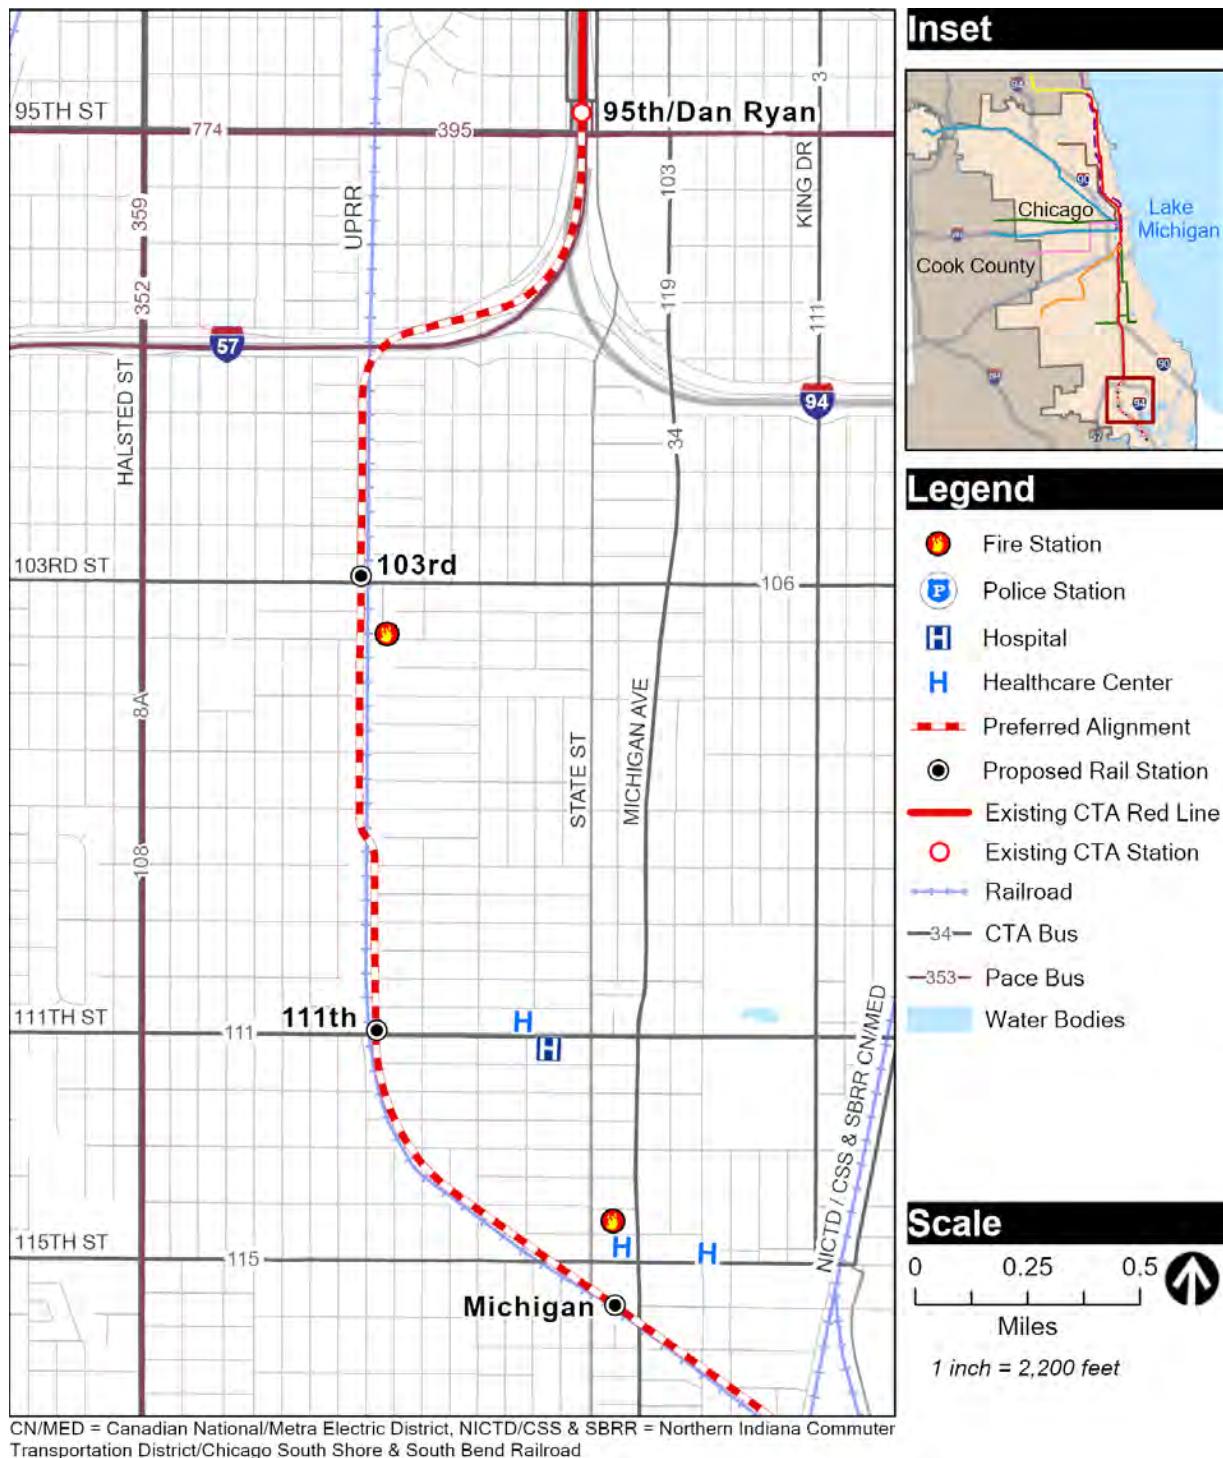 95TH ST
774
395
95th/Dan Ryan
3
KING DR
103
359
UPRR
352
119
111
57
HALSTED ST
94
34
103RD ST
103rd
106
8A
STATE ST
MICHIGAN AVE
108
111TH ST
111
111th
H
H
NICTD / CSS & SBRR CN/MED
115TH ST
115
H
H
Michigan
CN/MED = Canadian National/Metra Electric District, NICTD/CSS & SBRR = Northern Indiana Commuter
Transportation District/Chicago South Shore & South Bend Railroad
Inset
94
90
Chicago
Lake
Michigan
Cook County
90
94
57
Legend
Fire Station
P Police Station
H Hospital
H Healthcare Center
Preferred Alignment
Proposed Rail Station
Existing CTA Red Line
Existing CTA Station
Railroad
34 CTA Bus
353 Pace Bus
Water Bodies
Scale
0 0.25 0.5
Miles
1 inch = 2,200 feet